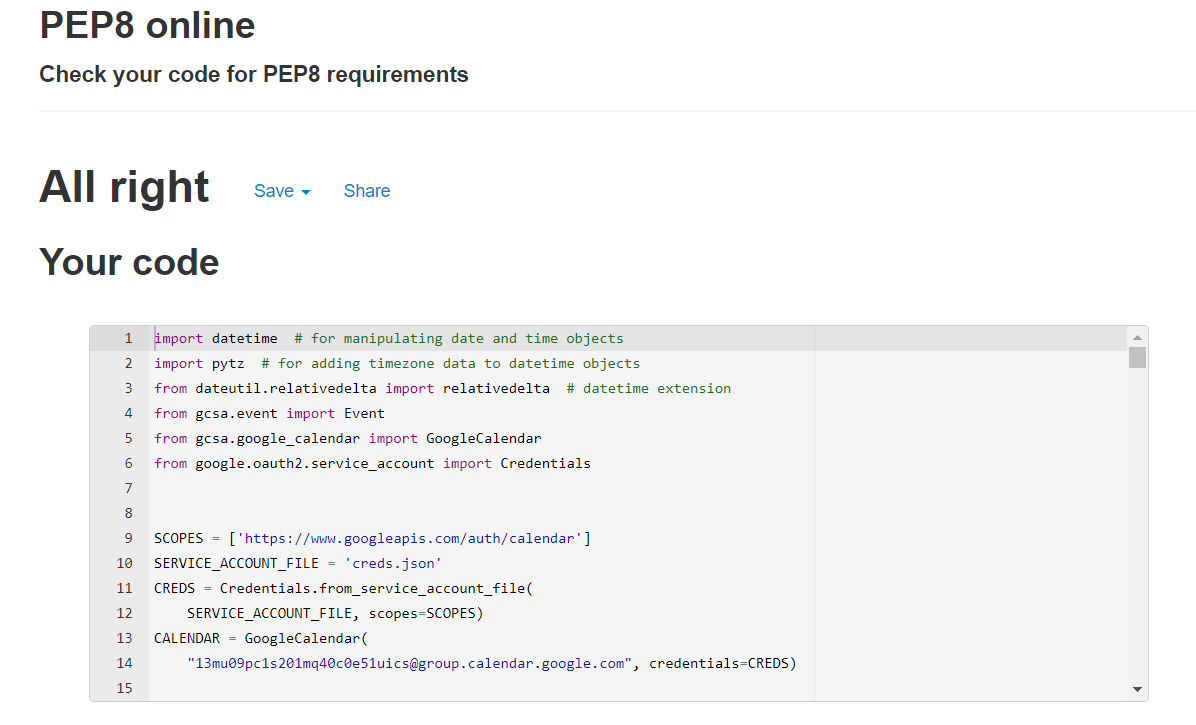 PEP8 online
Check your code for PEP8 requirements
All right Save Share
Your code
1 import datetime  # for manipulating date and time objects
2 import pytz  # for adding timezone data to datetime objects
3 from dateutil.relativedelta import relativedelta  # datetime extension
4 from gcsa.event import Event
5 from gcsa.google_calendar import GoogleCalendar
6 from google.oauth2.service_account import Credentials
7
8
9 SCOPES = ['https://www.googleapis.com/auth/calendar']
10 SERVICE_ACCOUNT_FILE = 'creds.json'
11 CREDS = Credentials.from_service_account_file(
12     SERVICE_ACCOUNT_FILE, scopes=SCOPES)
13 CALENDAR = GoogleCalendar(
14     "13mu09pc1s201mq40c0e51uics@group.calendar.google.com", credentials=CREDS)
15